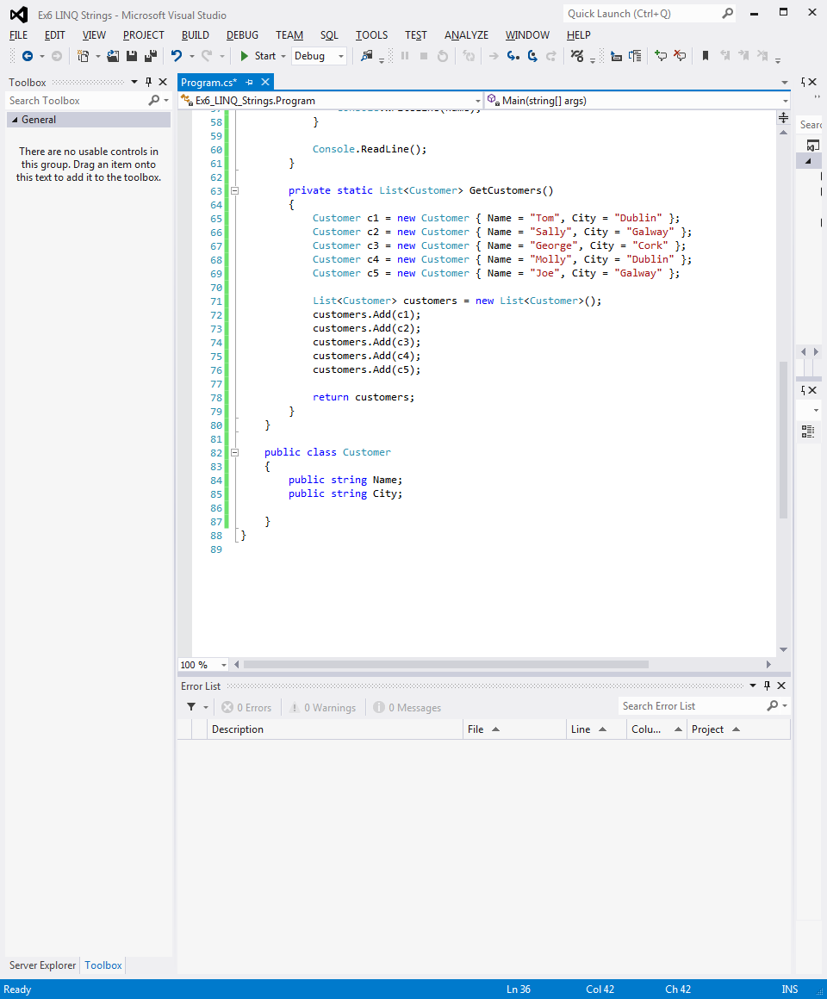 Ex6 LINQ Strings - Microsoft Visual Studio
Quick Launch (Ctrl+Q)
FILE EDIT VIEW PROJECT BUILD DEBUG TEAM SQL TOOLS TEST ANALYZE WINDOW HELP
Start Debug
Toolbox
Search Toolbox
General
There are no usable controls in
this group. Drag an item onto
this text to add it to the toolbox.
Server Explorer Toolbox
Program.cs*
Ex6_LINQ_Strings.Program Main(string[] args)
58 }
59
60 Console.ReadLine();
61 }
62
63 private static List<Customer> GetCustomers()
64 {
65 Customer c1 = new Customer { Name = "Tom", City = "Dublin" };
66 Customer c2 = new Customer { Name = "Sally", City = "Galway" };
67 Customer c3 = new Customer { Name = "George", City = "Cork" };
68 Customer c4 = new Customer { Name = "Molly", City = "Dublin" };
69 Customer c5 = new Customer { Name = "Joe", City = "Galway" };
70
71 List<Customer> customers = new List<Customer>();
72 customers.Add(c1);
73 customers.Add(c2);
74 customers.Add(c3);
75 customers.Add(c4);
76 customers.Add(c5);
77
78 return customers;
79 }
80 }
81
82 public class Customer
83 {
84 public string Name;
85 public string City;
86
87 }
88 }
89
100 %
Error List
0 Errors 0 Warnings 0 Messages Search Error List
Description File Line Colu... Project
Searc
Ready Ln 36 Col 42 Ch 42 INS